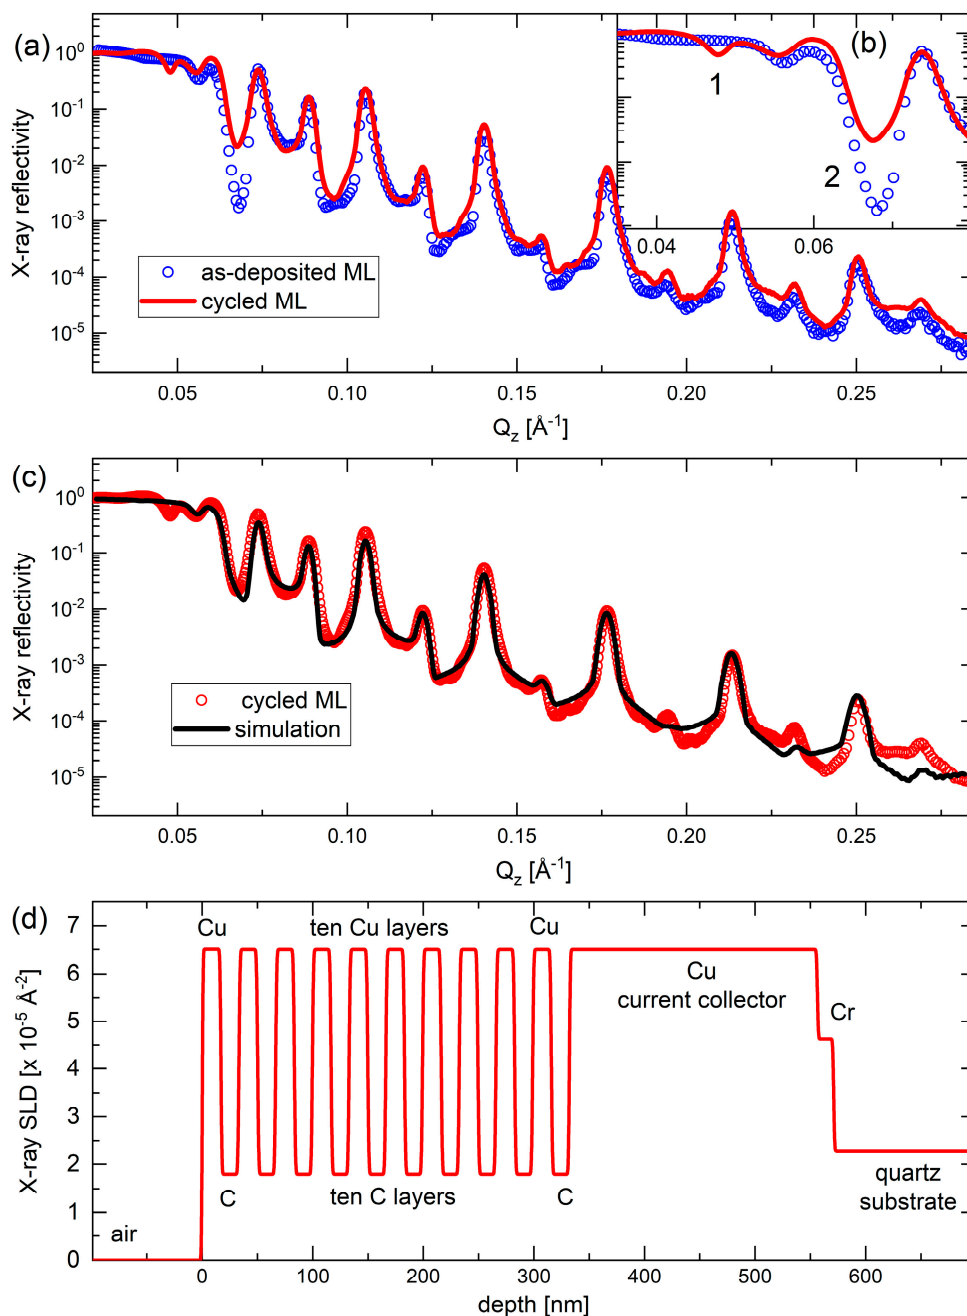 (a)
(b)
10⁰
10⁻¹
10⁻²
10⁻³
10⁻⁴
10⁻⁵
X-ray reflectivity
as-deposited ML
cycled ML
1
2
0.04
0.06
0.05
0.10
0.15
0.20
0.25
Q_z [Å⁻¹]
(c)
10⁰
10⁻¹
10⁻²
10⁻³
10⁻⁴
10⁻⁵
X-ray reflectivity
cycled ML
simulation
0.05
0.10
0.15
0.20
0.25
Q_z [Å⁻¹]
(d)
7
6
5
4
3
2
1
0
X-ray SLD [x 10⁻⁵ Å⁻²]
Cu
ten Cu layers
Cu
Cu
current collector
Cr
C
ten C layers
C
quartz
substrate
air
0
100
200
300
400
500
600
depth [nm]